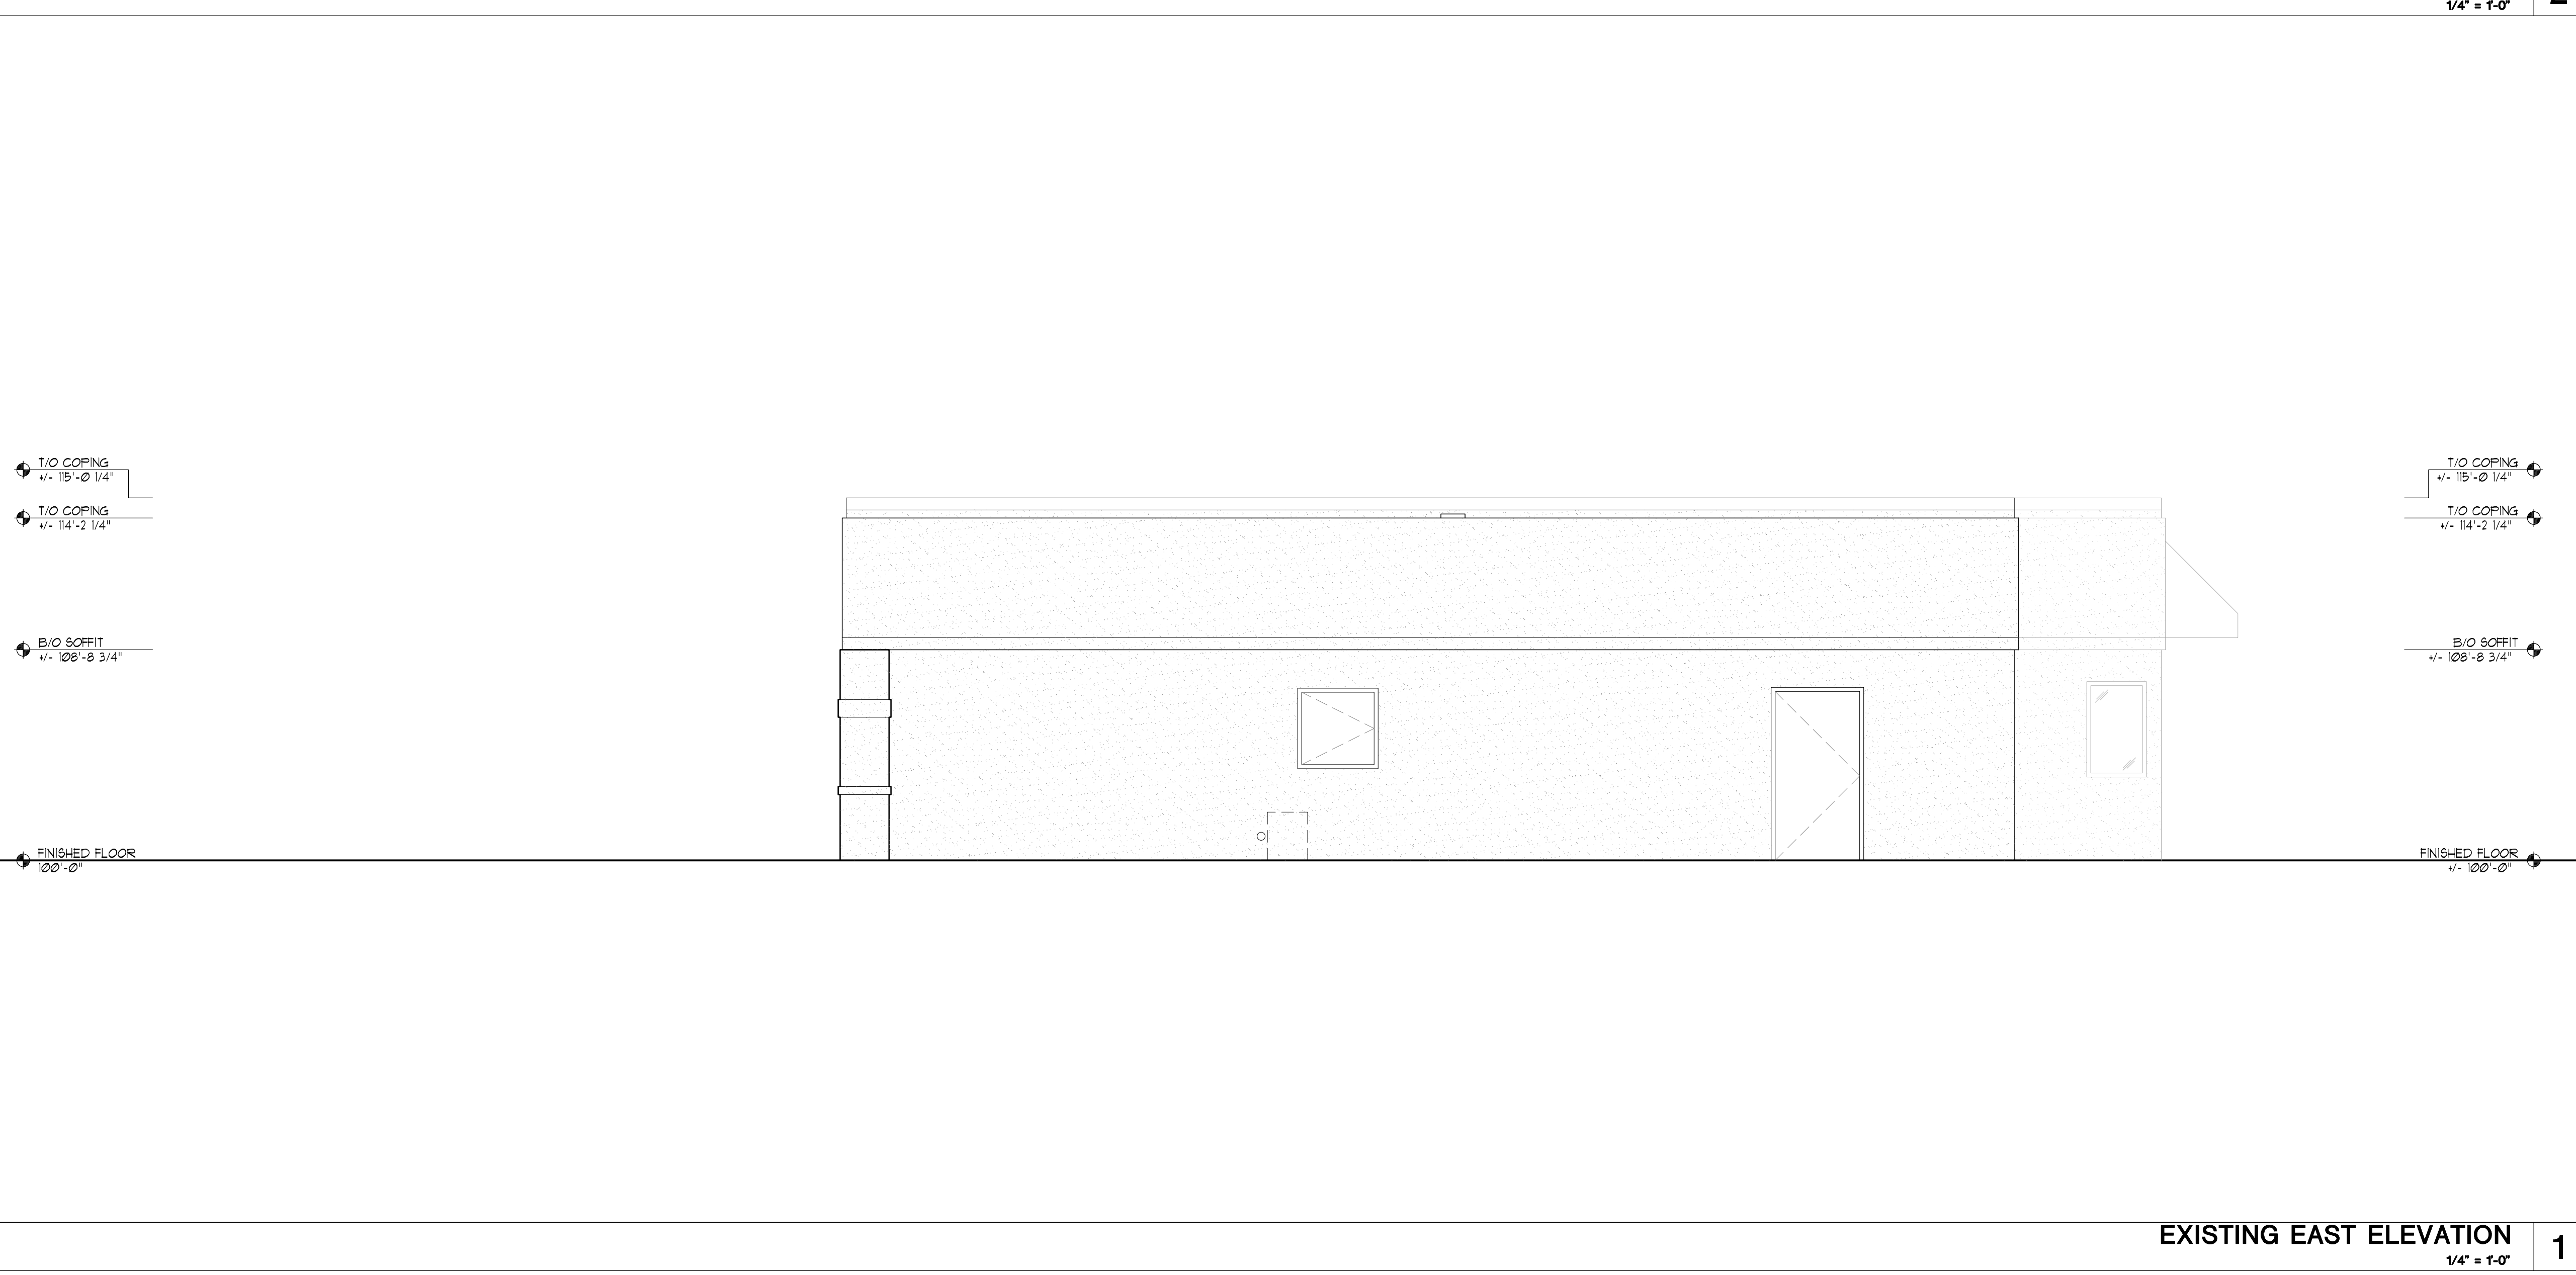 1/4" = 1'-0"
T/O COPING
+/- 115'-0 1/4"
T/O COPING
+/- 115'-0 1/4"
T/O COPING
+/- 114'-2 1/4"
T/O COPING
+/- 114'-2 1/4"
B/O SOFFIT
+/- 108'-8 3/4"
B/O SOFFIT
+/- 108'-8 3/4"
FINISHED FLOOR
100'-0"
FINISHED FLOOR
+/- 100'-0"
EXISTING EAST ELEVATION
1
1/4" = 1'-0"